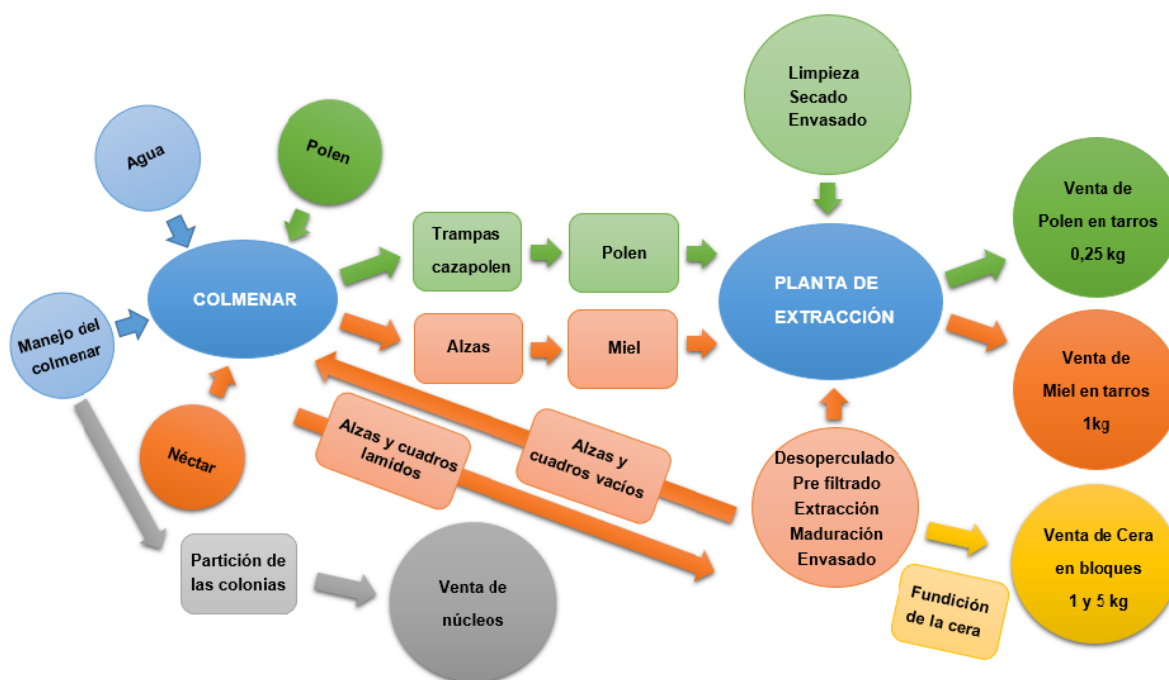 Agua
Polen
Limpieza
Secado
Envasado
Venta de
Polen en tarros
0,25 kg
Trampas
cazapolen
Polen
COLMENAR
PLANTA DE
EXTRACCIÓN
Manejo del
colmenar
Alzas
Miel
Venta de
Miel en tarros
1kg
Néctar
Alzas y cuadros
lamidos
Alzas y
cuadros vacíos
Desoperculado
Pre filtrado
Extracción
Maduración
Envasado
Venta de Cera
en bloques
1 y 5 kg
Partición de
las colonias
Venta de
núcleos
Fundición
de la cera